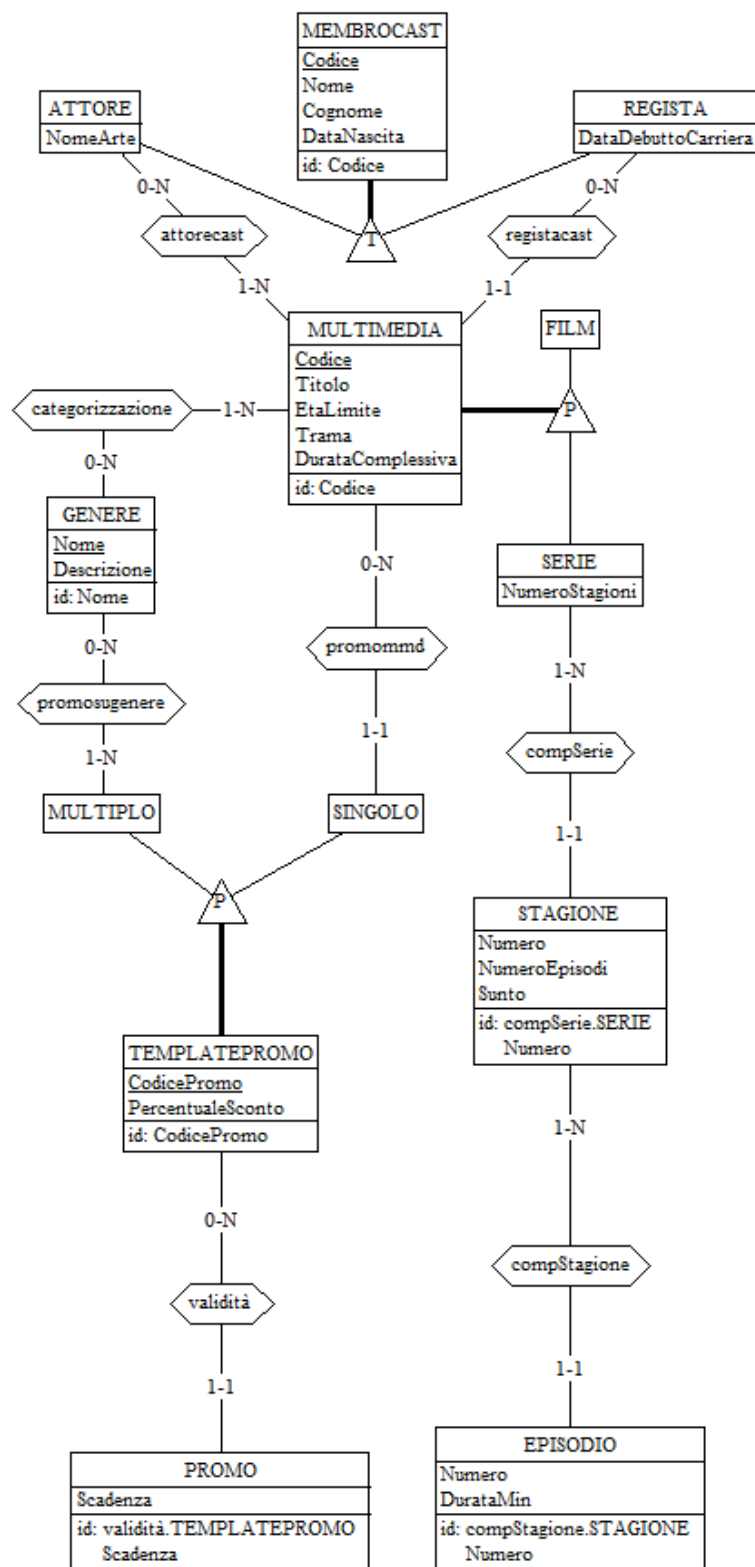 MEMBROCAST
Codice
Nome
Cognome
DataNascita
id: Codice
ATTORE
NomeArte
REGISTA
DataDebuttoCarriera
0-N
0-N
attorecast
T
registacast
1-N
1-1
MULTIMEDIA
Codice
Titolo
EtaLimite
Trama
DurataComplessiva
id: Codice
FILM
P
categorizzazione
1-N
0-N
GENERE
Nome
Descrizione
id: Nome
0-N
SERIE
NumeroStagioni
0-N
promommd
1-N
promosugenere
1-N
1-1
compSerie
MULTIPLO
SINGOLO
1-1
P
STAGIONE
Numero
NumeroEpisodi
Sunto
id: compSerie.SERIE
Numero
TEMPLATEPROMO
CodicePromo
PercentualeSconto
id: CodicePromo
1-N
0-N
compStagione
validità
1-1
1-1
PROMO
Scadenza
id: validità.TEMPLATEPROMO
Scadenza
EPISODIO
Numero
DurataMin
id: compStagione.STAGIONE
Numero